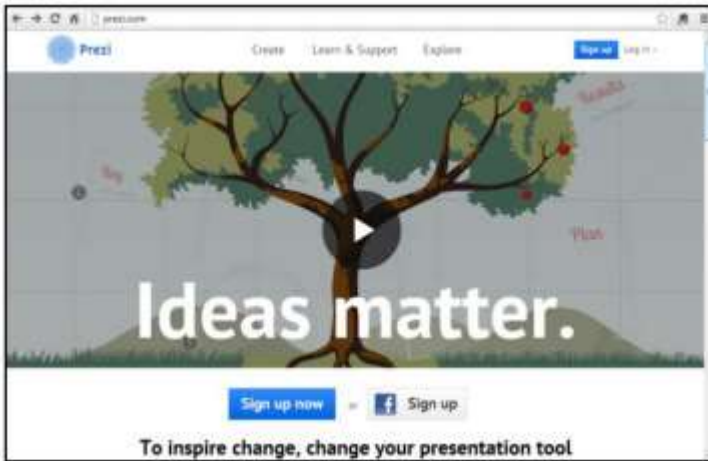 prezi.com
Prezi Create Learn & Support Explore Sign up Log in
Results
Plan
Ideas matter.
Sign up now or Sign up
To inspire change, change your presentation tool